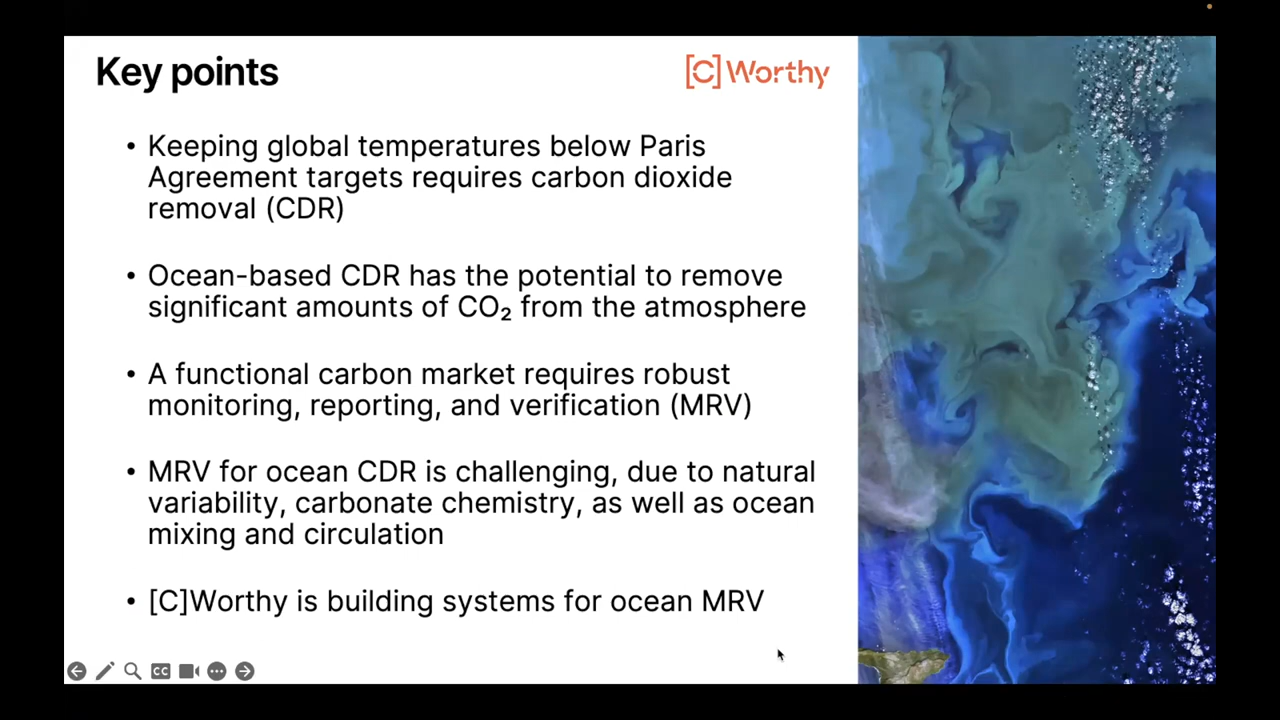 Key points
[C]Worthy
• Keeping global temperatures below Paris
Agreement targets requires carbon dioxide
removal (CDR)
• Ocean-based CDR has the potential to remove
significant amounts of CO₂ from the atmosphere
• A functional carbon market requires robust
monitoring, reporting, and verification (MRV)
• MRV for ocean CDR is challenging, due to natural
variability, carbonate chemistry, as well as ocean
mixing and circulation
• [C]Worthy is building systems for ocean MRV
CC